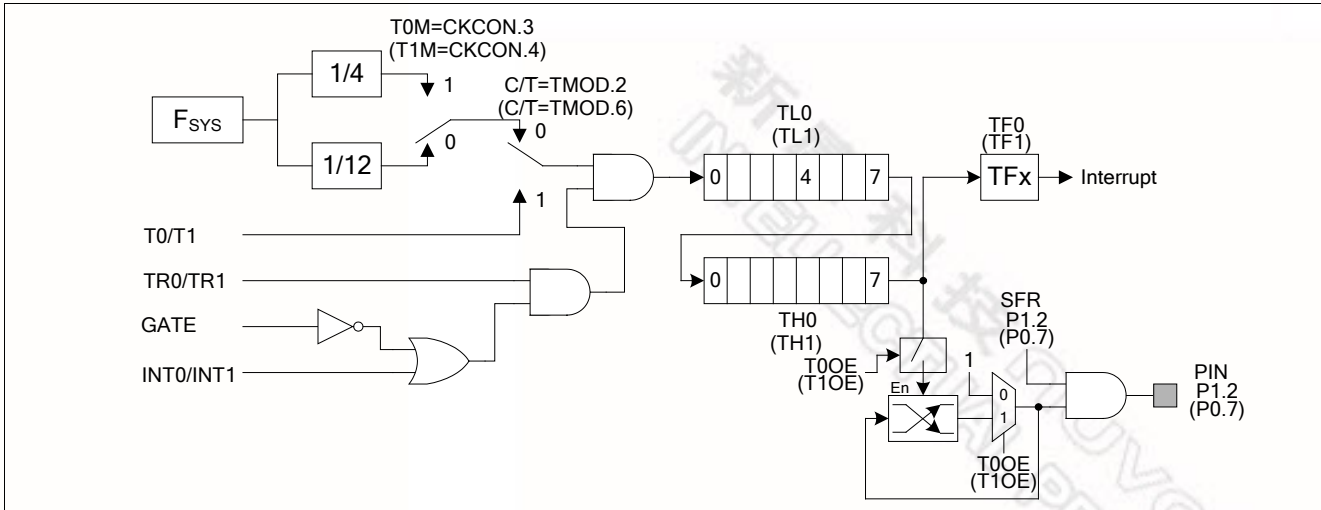 T0M=CKCON.3
(T1M=CKCON.4)
1/4
1
C/T=TMOD.2
(C/T=TMOD.6)
FSYS
0
0
1/12
1
T0/T1
TR0/TR1
GATE
INT0/INT1
TL0
(TL1)
0 4 7
TF0
(TF1)
TFx
Interrupt
0 7
TH0
(TH1)
T0OE
(T1OE)
En
1
0
1
T0OE
(T1OE)
SFR
P1.2
(P0.7)
PIN
P1.2
(P0.7)
科技